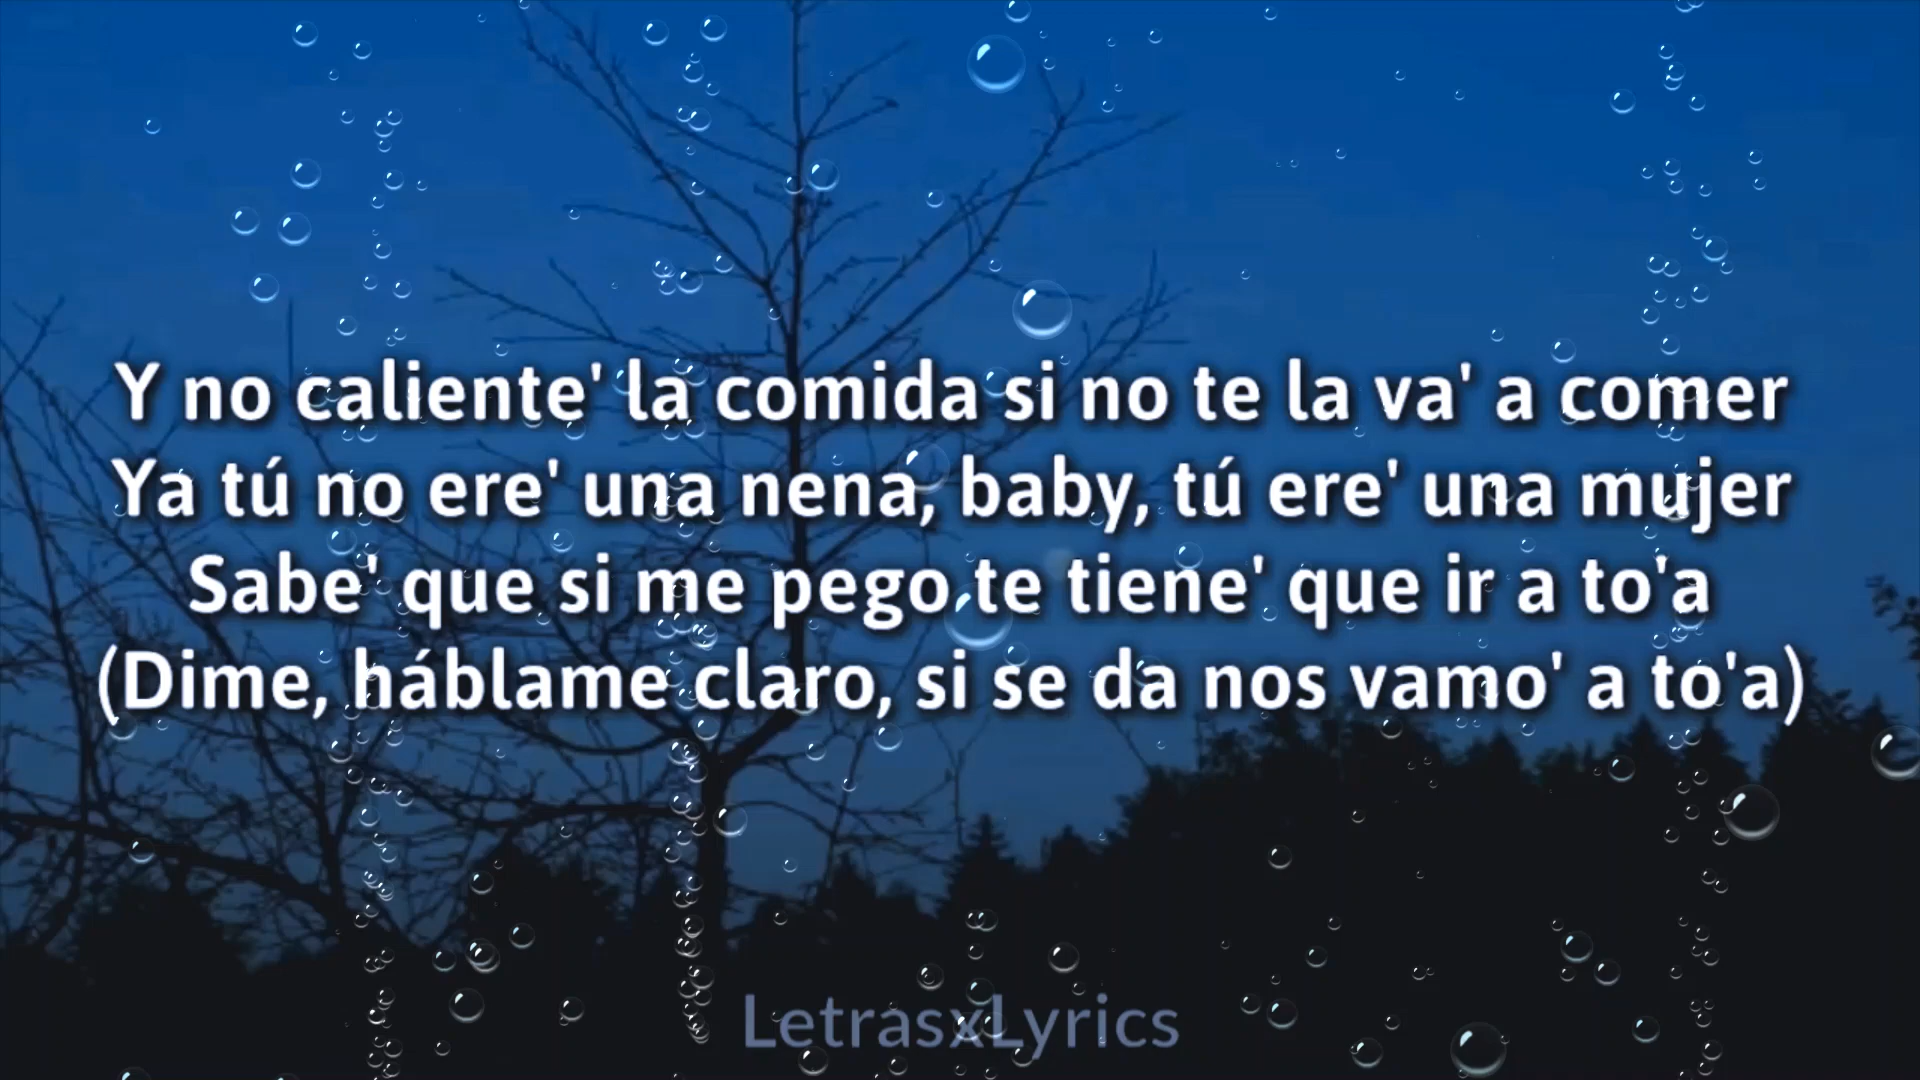 Y no caliente' la comida si no te la va' a comer
Ya tú no ere' una nena, baby, tú ere' una mujer
Sabe' que si me pego te tiene' que ir a to'a
(Dime, háblame claro, si se da nos vamo' a to'a)
LetrasxLyrics